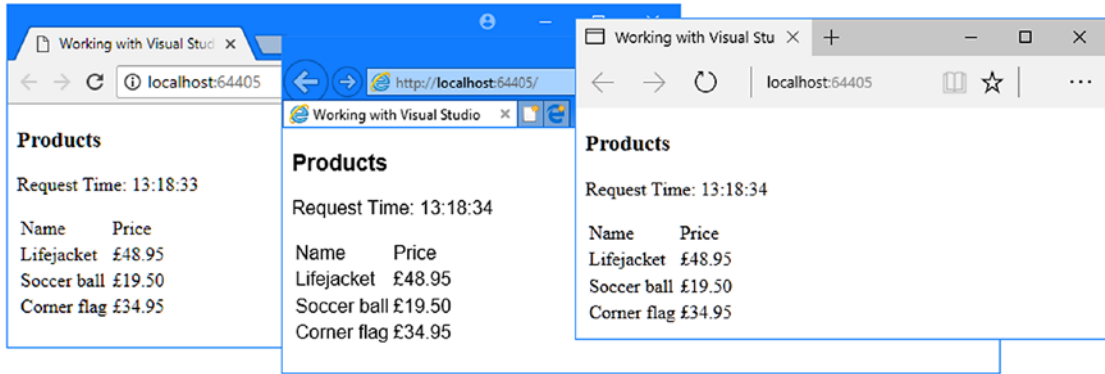 Working with Visual Stud
localhost:64405
Products
Request Time: 13:18:33
Name Price
Lifejacket £48.95
Soccer ball £19.50
Corner flag £34.95
http://localhost:64405/
Working with Visual Studio
Products
Request Time: 13:18:34
Name Price
Lifejacket £48.95
Soccer ball £19.50
Corner flag £34.95
Working with Visual Stu
localhost:64405
Products
Request Time: 13:18:34
Name Price
Lifejacket £48.95
Soccer ball £19.50
Corner flag £34.95